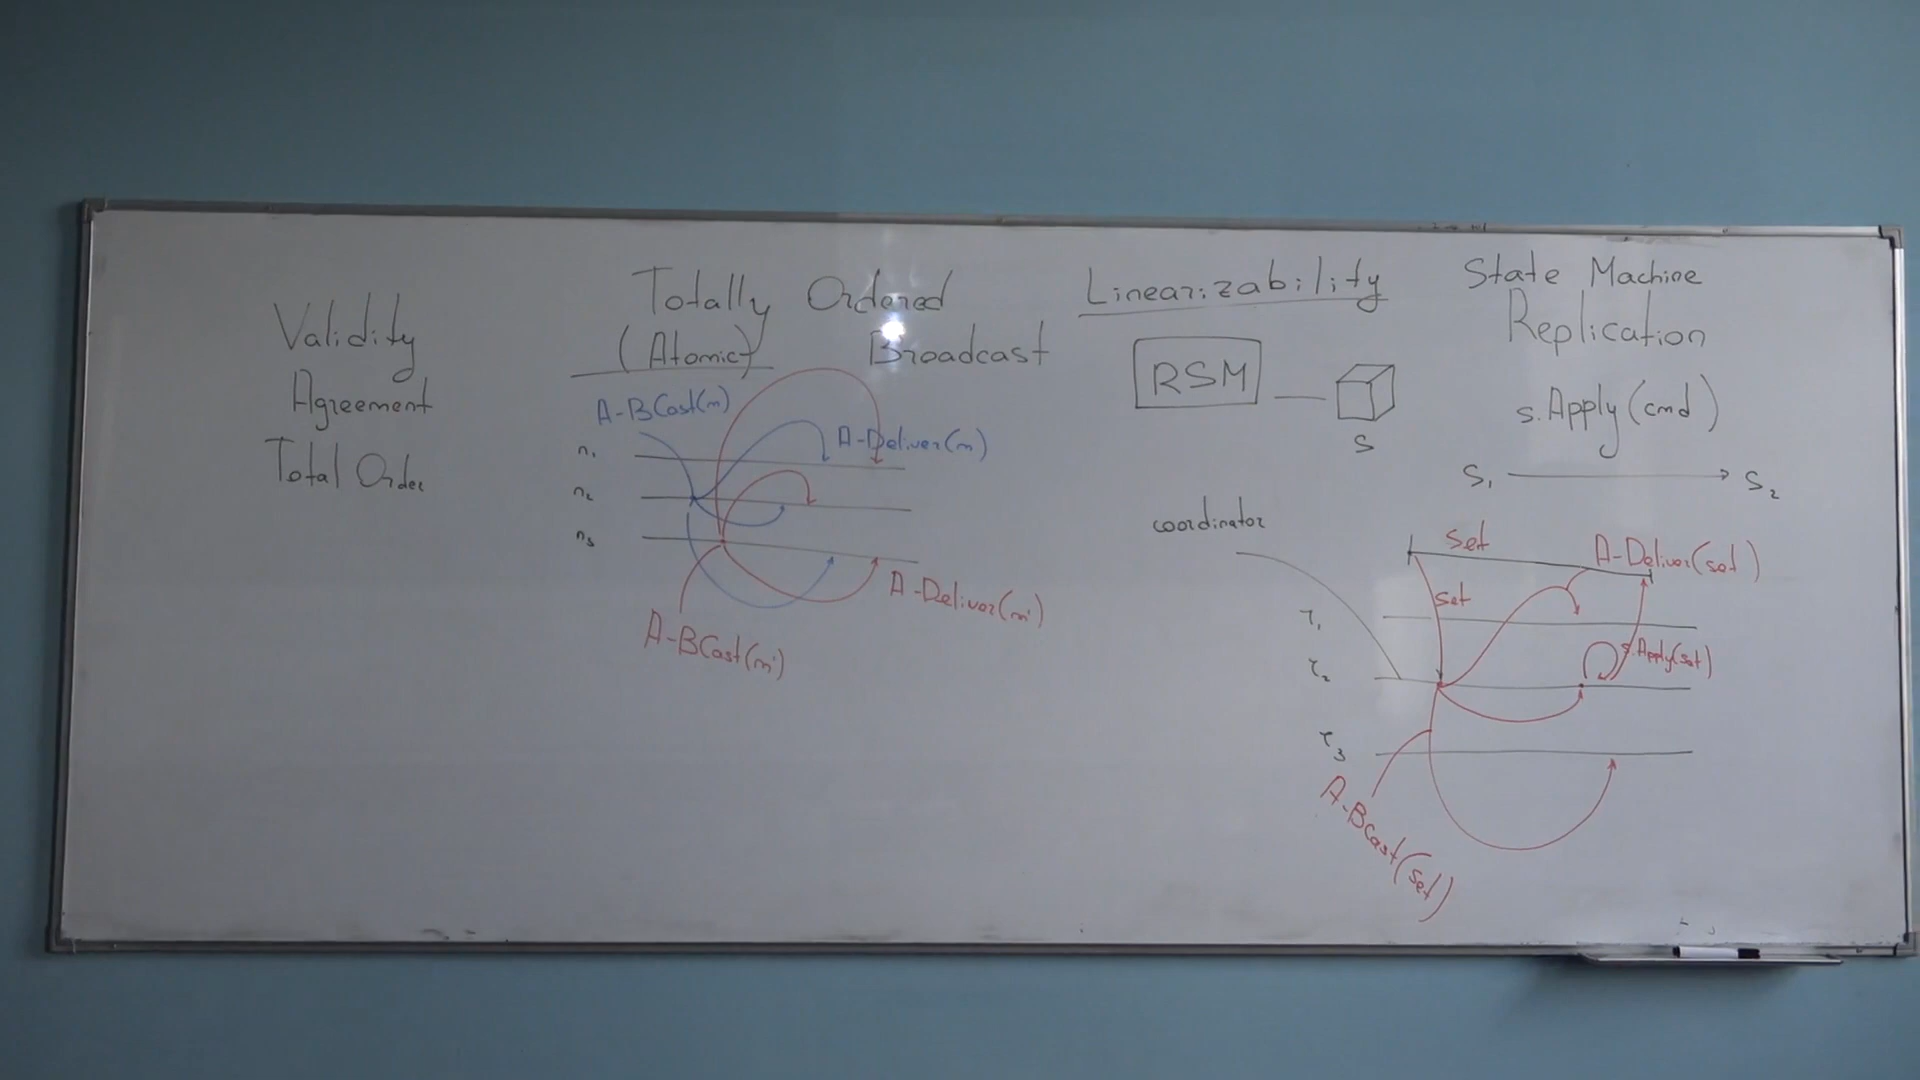 Validity
Agreement
Total Order
Totally Ordered
(Atomic) Broadcast
A-BCast(m)
A-Deliver(m)
n₁
n₂
n₃
A-Deliver(m')
A-BCast(m')
Linearizability
RSM
S
State Machine
Replication
s.Apply(cmd)
S₁
S₂
coordinator
set
A-Deliver(set)
set
r₁
r₂
s.Apply(set)
r₃
A-BCast(set)